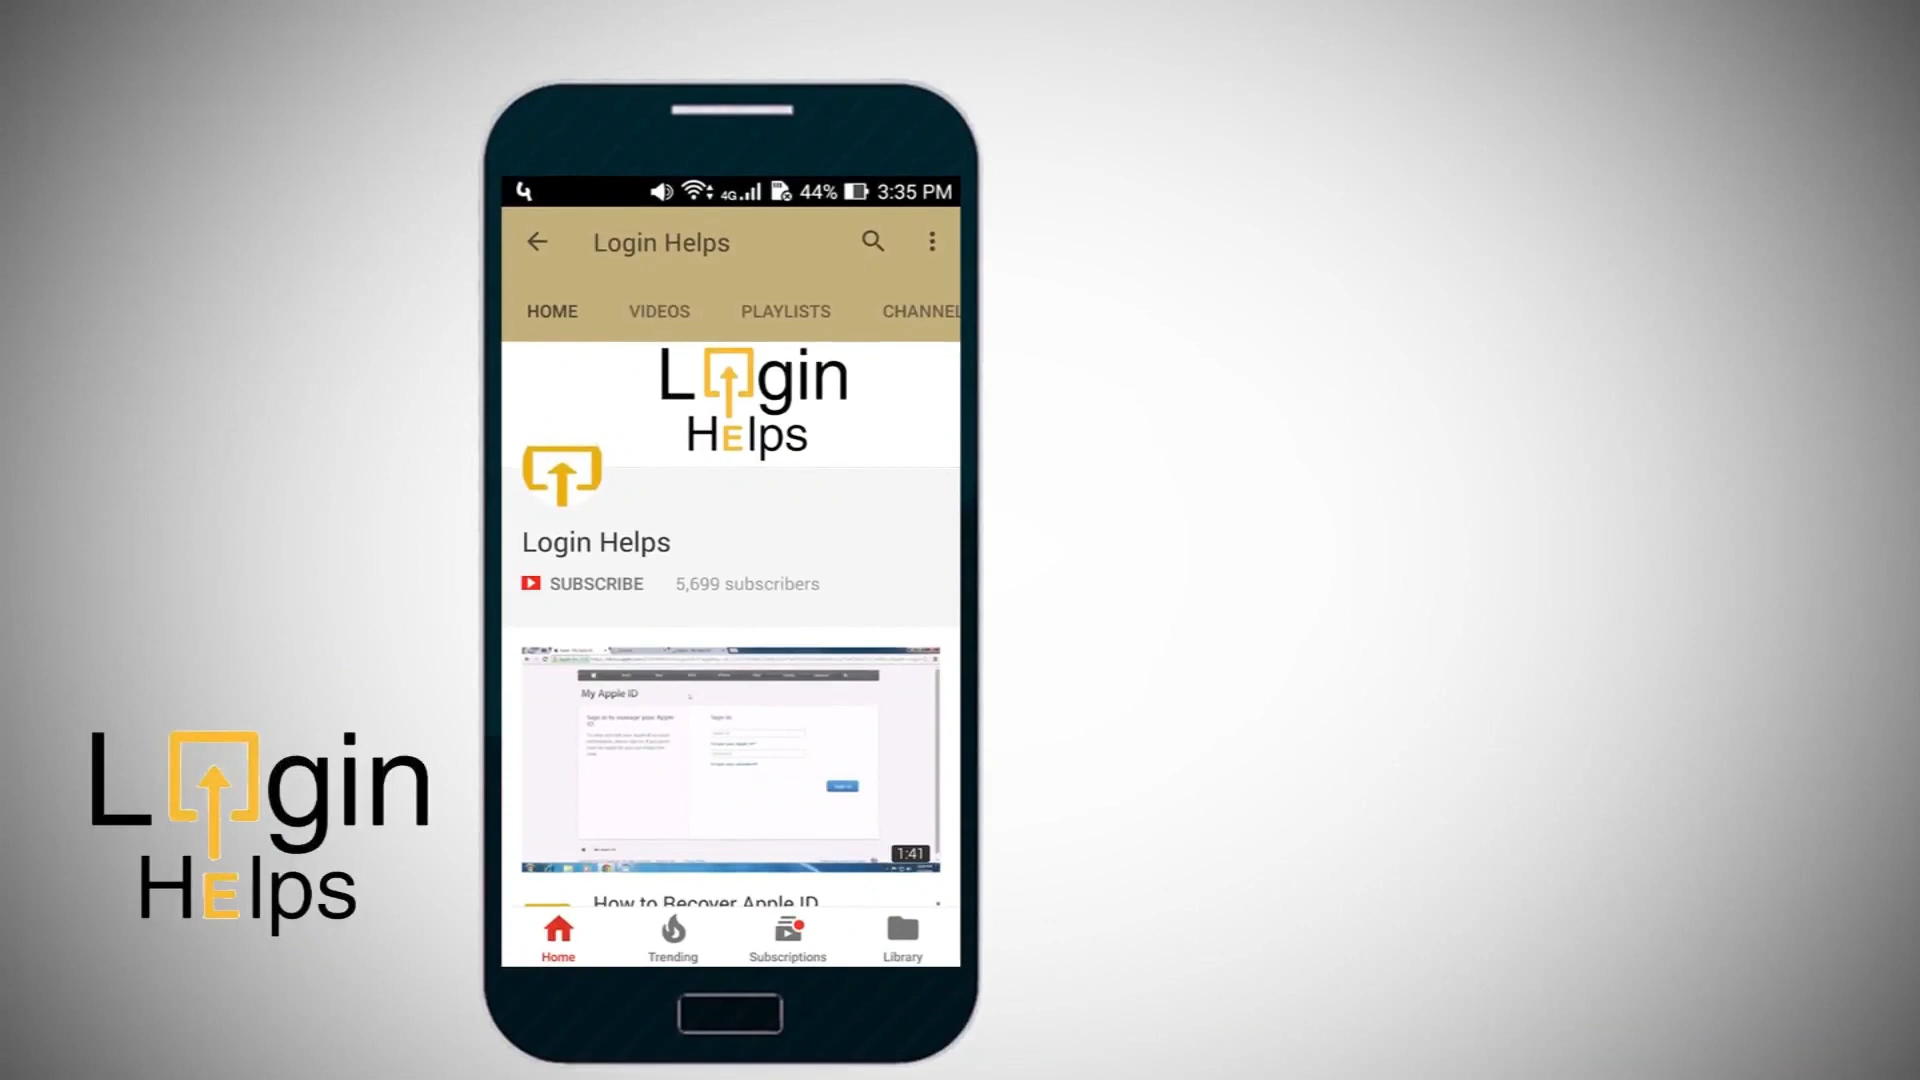 4G 44% 3:35 PM
Login Helps
HOME VIDEOS PLAYLISTS CHANNEL
Login
Helps
Login Helps
SUBSCRIBE 5,699 subscribers
My Apple ID
1:41
How to Recover Apple ID
Home Trending Subscriptions Library
Login
Helps